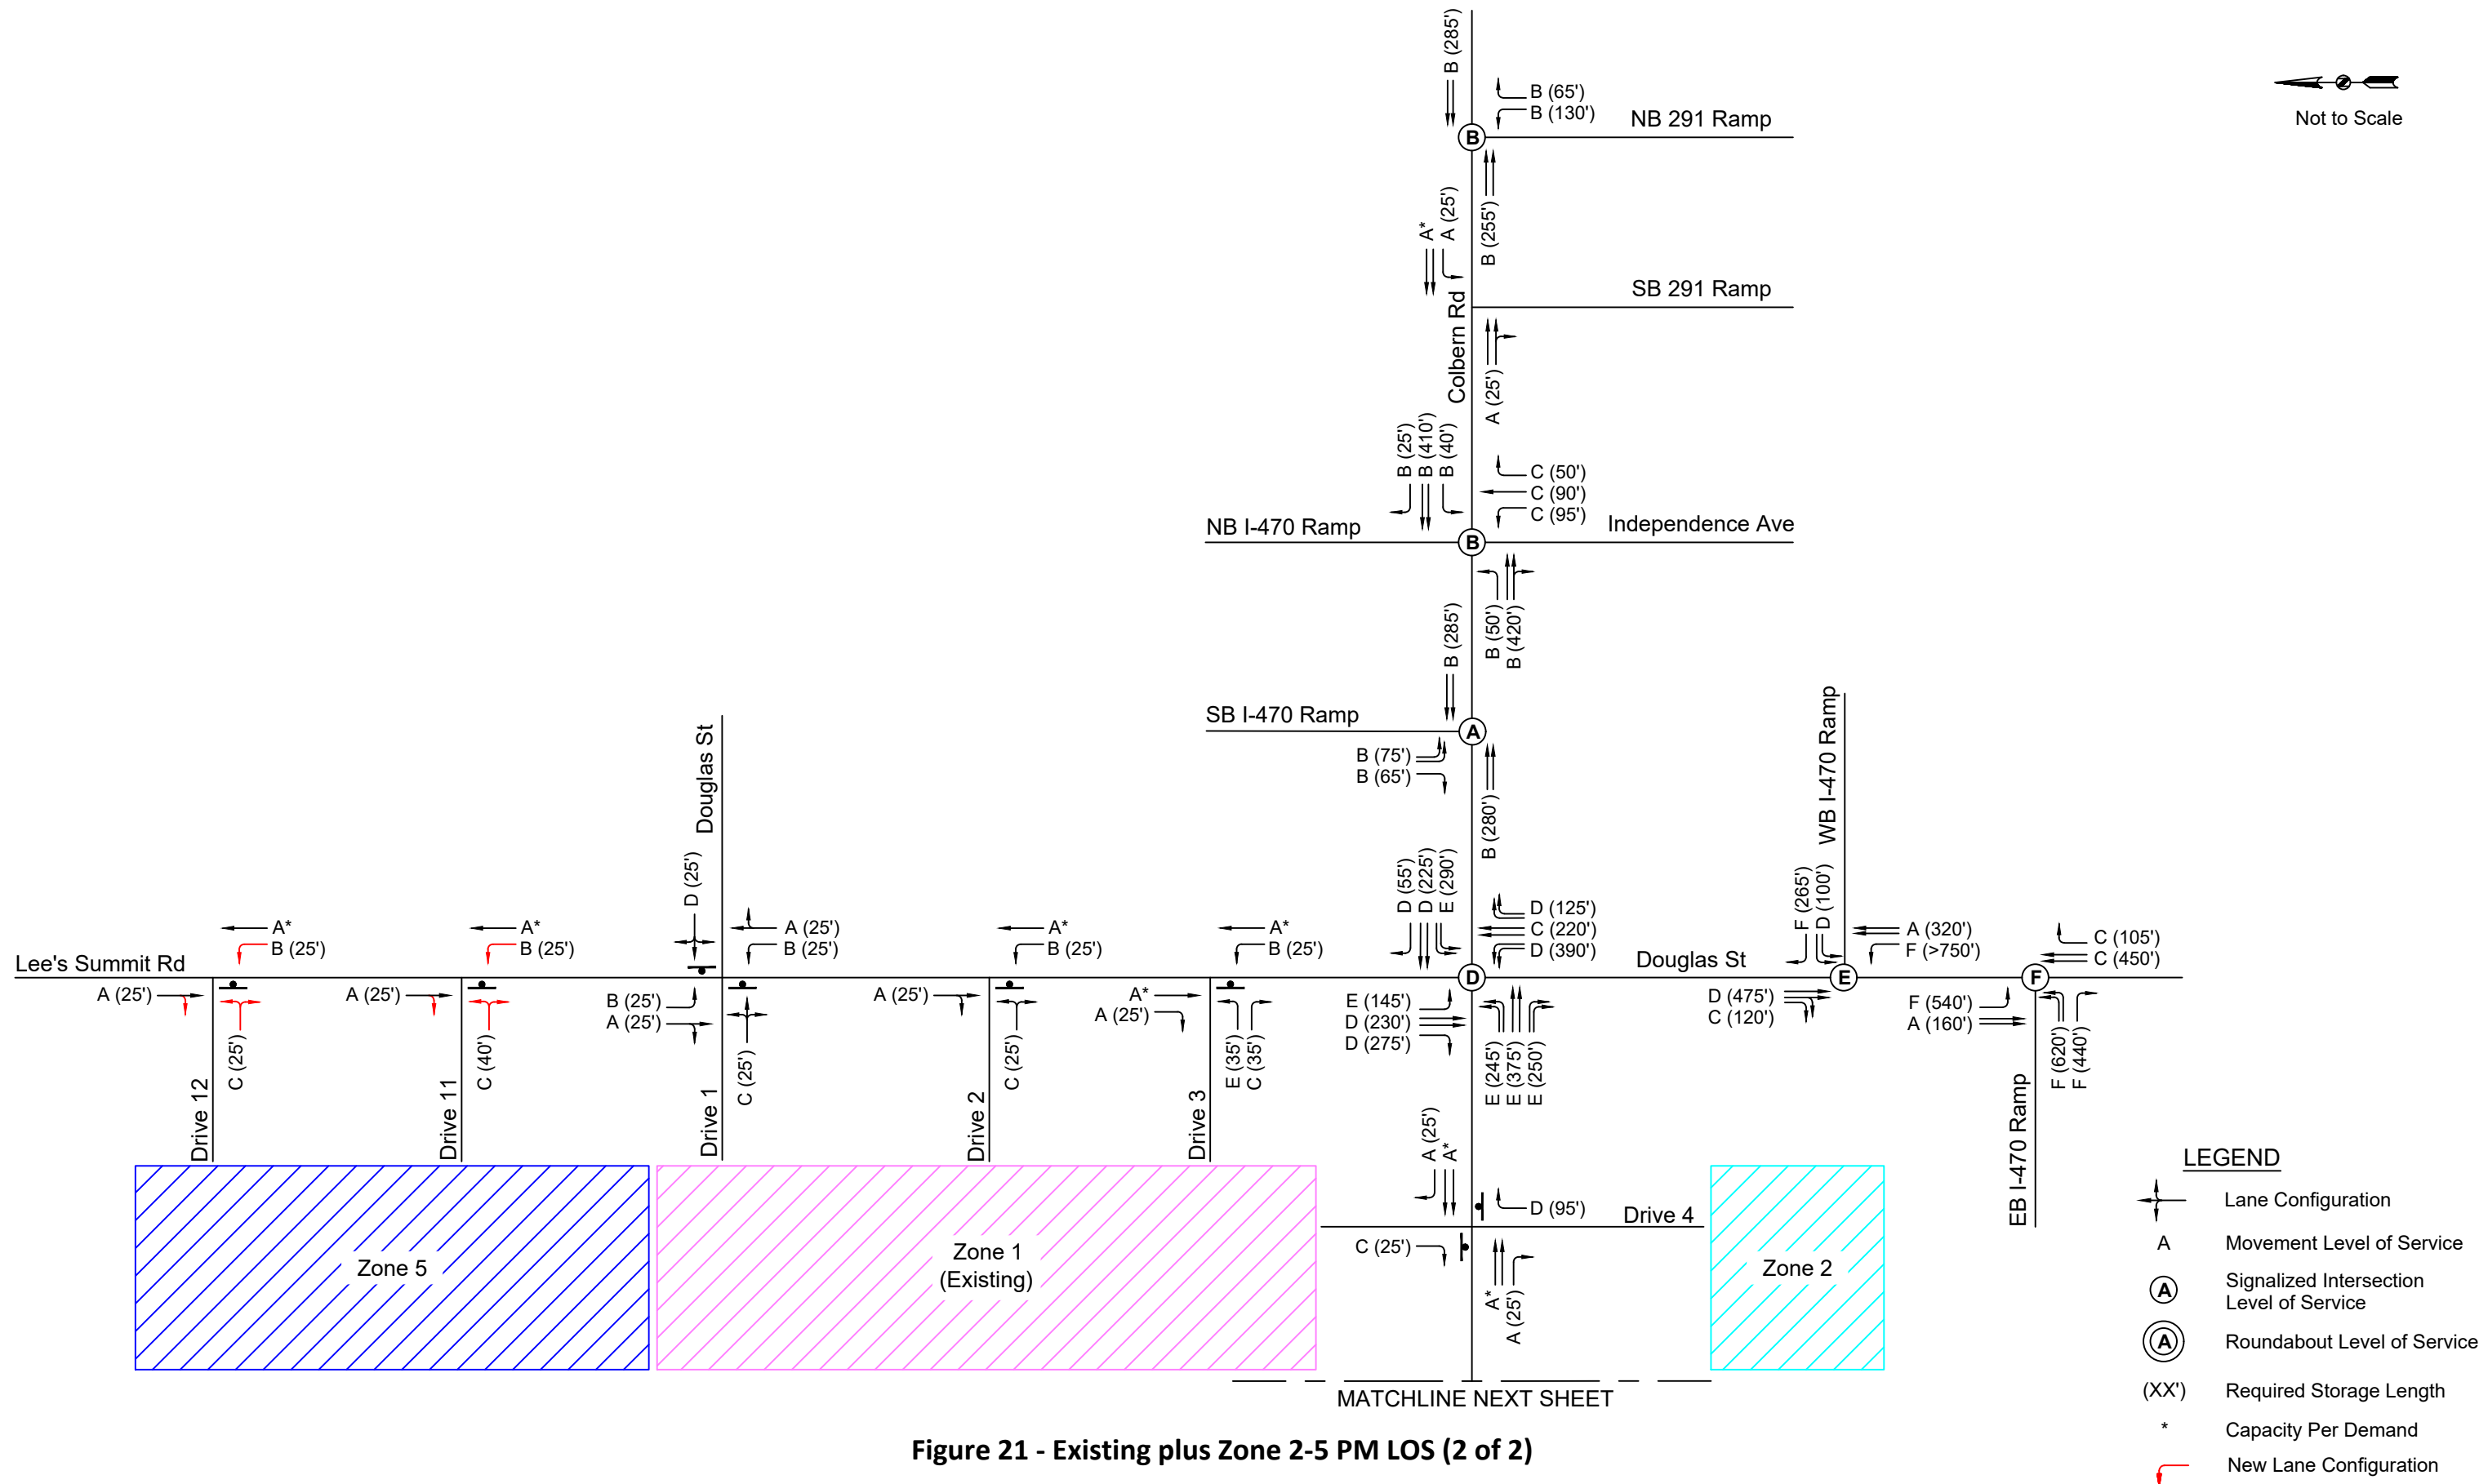 B (285')
B (65')
B (130')
NB 291 Ramp
Not to Scale
B
A*
A (25')
B (255')
SB 291 Ramp
Colbern Rd
A (25')
B (25')
B (410')
B (40')
C (50')
C (90')
C (95')
NB I-470 Ramp
Independence Ave
B
B (285')
B (50')
B (420')
SB I-470 Ramp
A
B (75')
B (65')
B (280')
Douglas St
WB I-470 Ramp
D (25')
D (55')
D (225')
E (290')
D (125')
C (220')
D (390')
F (265')
D (100')
A (320')
F (>750')
C (105')
C (450')
A*
B (25')
A*
B (25')
A (25')
B (25')
A*
B (25')
A*
B (25')
Lee's Summit Rd
Douglas St
D
E
F
A (25')
A (25')
B (25')
A (25')
A (25')
A*
A (25')
E (145')
D (230')
D (275')
D (475')
C (120')
F (540')
A (160')
C (25')
C (40')
C (25')
C (25')
E (35')
C (35')
E (245')
E (375')
E (250')
F (620')
F (440')
Drive 12
Drive 11
Drive 1
Drive 2
Drive 3
EB I-470 Ramp
A (25')
A*
D (95')
Drive 4
C (25')
A*
A (25')
Zone 5
Zone 1
(Existing)
Zone 2
MATCHLINE NEXT SHEET
LEGEND
Lane Configuration
A Movement Level of Service
A Signalized Intersection
Level of Service
A Roundabout Level of Service
(XX') Required Storage Length
* Capacity Per Demand
New Lane Configuration
Figure 21 - Existing plus Zone 2-5 PM LOS (2 of 2)